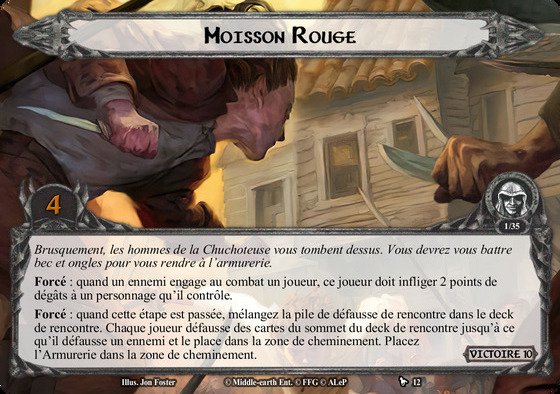 Moisson Rouge
4
1/35
Brusquement, les hommes de la Chuchoteuse vous tombent dessus. Vous devrez vous battre
bec et ongles pour vous rendre à l'armurerie.
Forcé : quand un ennemi engage au combat un joueur, ce joueur doit infliger 2 points de
dégâts à un personnage qu'il contrôle.
Forcé : quand cette étape est passée, mélangez la pile de défausse de rencontre dans le deck
de rencontre. Chaque joueur défausse des cartes du sommet du deck de rencontre jusqu'à ce
qu'il défausse un ennemi et le place dans la zone de cheminement. Placez
l'Armurerie dans la zone de cheminement.
VICTOIRE 10
Illus. Jon Foster
© Middle-earth Ent. © FFG © ALeP
12